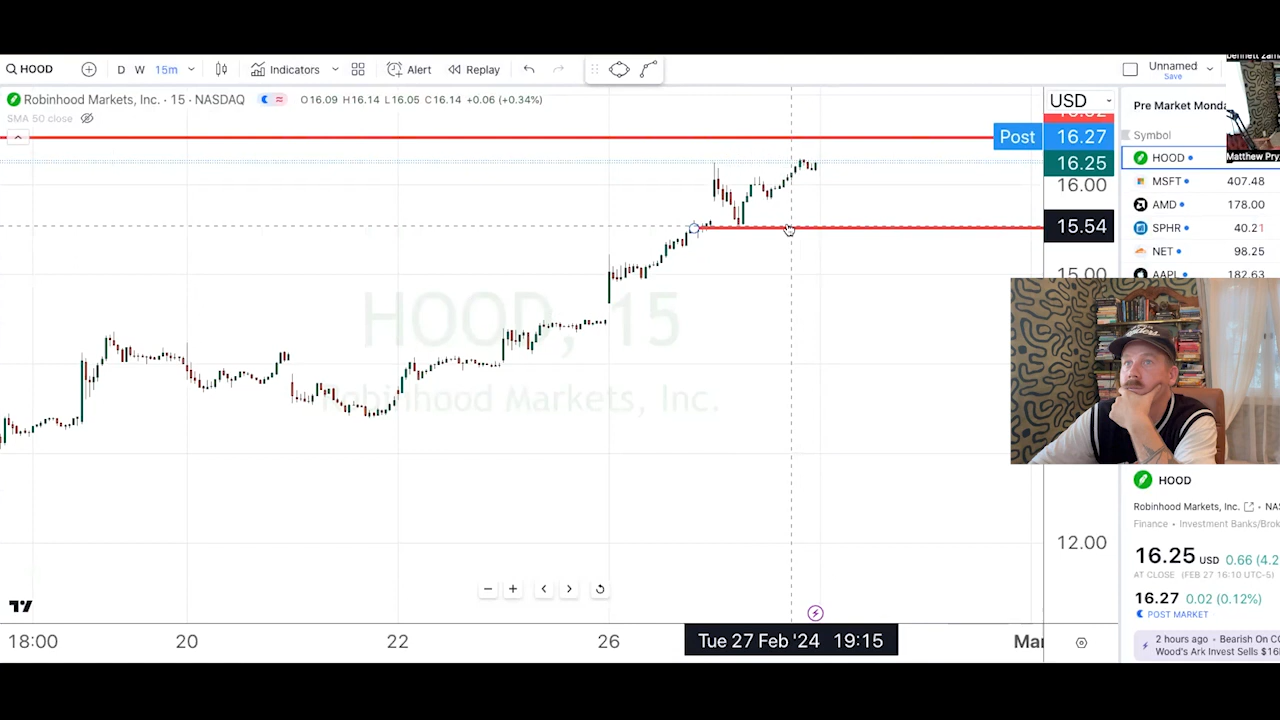 HOOD
D W 15m
Indicators
Alert
Replay
Unnamed
Save
Robinhood Markets, Inc. · 15 · NASDAQ
O16.09 H16.14 L16.05 C16.14 +0.06 (+0.34%)
SMA 50 close
USD
Post 16.27
16.25
16.00
15.54
15.00
12.00
HOOD, 15
Robinhood Markets, Inc.
18:00
20
22
26
Tue 27 Feb '24 19:15
Mar
Pre Market Monda
Symbol
Matthew Pry
HOOD
MSFT 407.48
AMD 178.00
SPHR 40.21
NET 98.25
AAPL 182.63
HOOD
Robinhood Markets, Inc.
Finance • Investment Banks/Brok
16.25 USD 0.66 (4.2
AT CLOSE (FEB 27 16:10 UTC-5)
16.27 0.02 (0.12%)
POST MARKET
2 hours ago • Bearish On CO
Wood's Ark Invest Sells $16